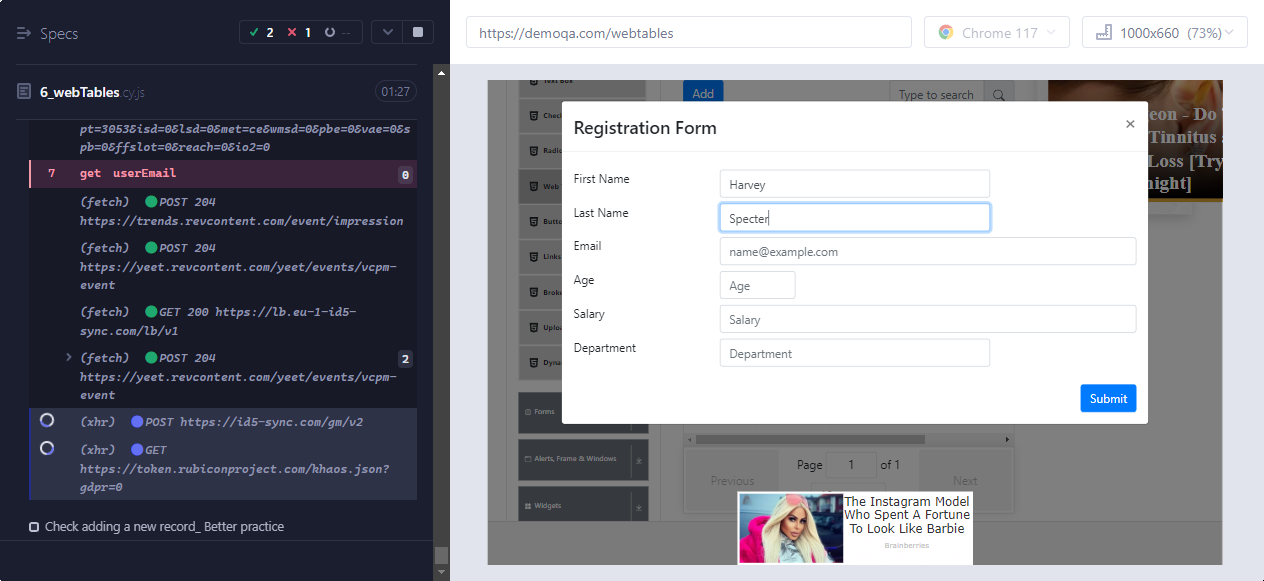 Specs
2
1
--
https://demoqa.com/webtables
Chrome 117
1000x660 (73%)
6_webTables.cy.js
01:27
pt=3053&isd=0&lsd=0&met=ce&wmsd=0&pbe=0&vae=0&s
pb=0&ffslot=0&reach=0&io2=0
7 get userEmail 0
(fetch) POST 204
https://trends.revcontent.com/event/impression
(fetch) POST 204
https://yeet.revcontent.com/yeet/events/vcpm-
event
(fetch) GET 200 https://lb.eu-1-id5-
sync.com/lb/v1
(fetch) POST 204 2
https://yeet.revcontent.com/yeet/events/vcpm-
event
(xhr) POST https://id5-sync.com/gm/v2
(xhr) GET
https://token.rubiconproject.com/khaos.json?
gdpr=0
Check adding a new record_ Better practice
Text Box
Chec
Radio
Web
Butto
Links
Broke
Uploa
Dyna
Forms
Alerts, Frame & Windows
Widgets
Add
Type to search
Registration Form
×
First Name
Harvey
Last Name
Specter
Email
name@example.com
Age
Age
Salary
Salary
Department
Department
Submit
eon - Do
Tinnitus
Loss [Try
night]
Previous
Page 1 of 1
Next
The Instagram Model
Who Spent A Fortune
To Look Like Barbie
Brainberries